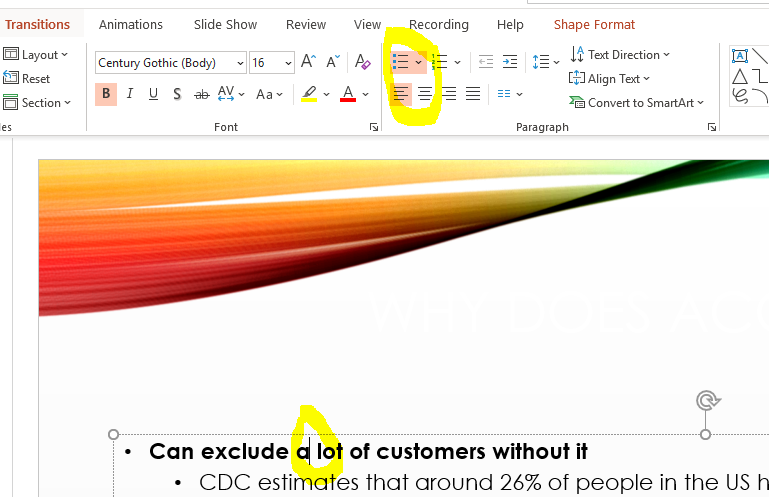 Transitions Animations Slide Show Review View Recording Help Shape Format
Layout Century Gothic (Body) 16 A A A Text Direction A
Reset Align Text
Section B I U S ab AV Aa A Convert to SmartArt
Font Paragraph
WHY DOES
• Can exclude a lot of customers without it
• CDC estimates that around 26% of people in the US